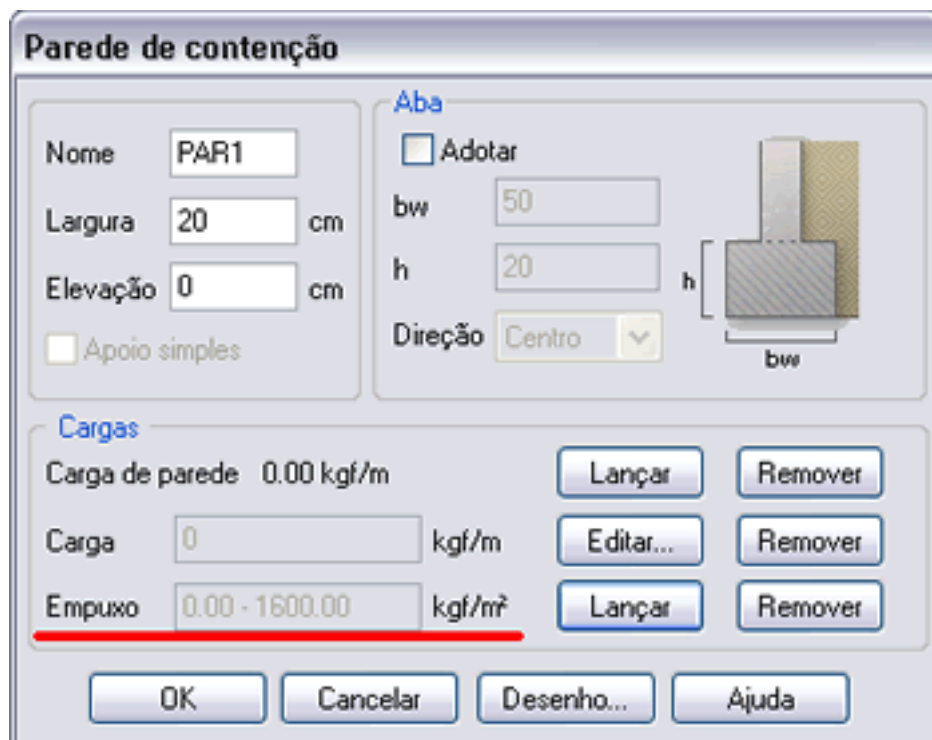 Parede de contenção
Nome PAR1
Largura 20 cm
Elevação 0 cm
Apoio simples
Aba
Adotar
bw 50
h 20
Direção Centro
h
bw
Cargas
Carga de parede 0.00 kgf/m Lançar Remover
Carga 0 kgf/m Editar... Remover
Empuxo 0.00 - 1600.00 kgf/m² Lançar Remover
OK Cancelar Desenho... Ajuda